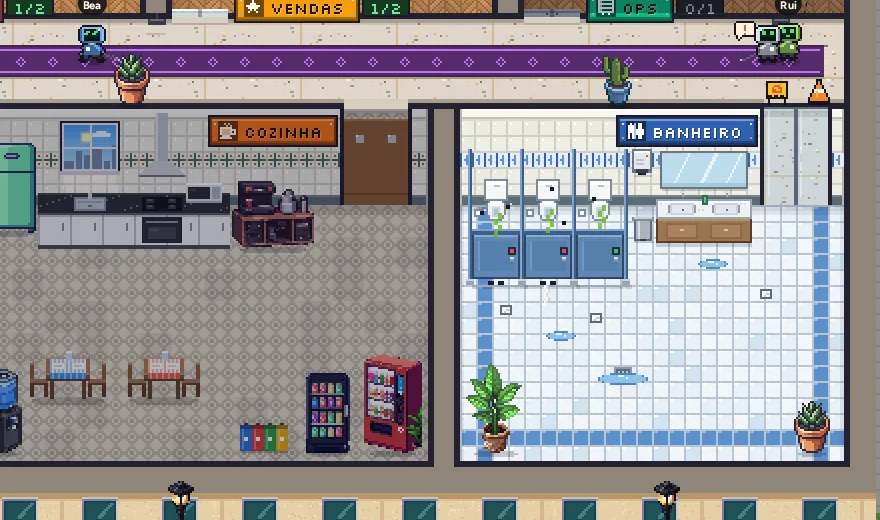 1/2
Bea
VENDAS
1/2
OPS
0/1
Rui
!
COZINHA
BANHEIRO